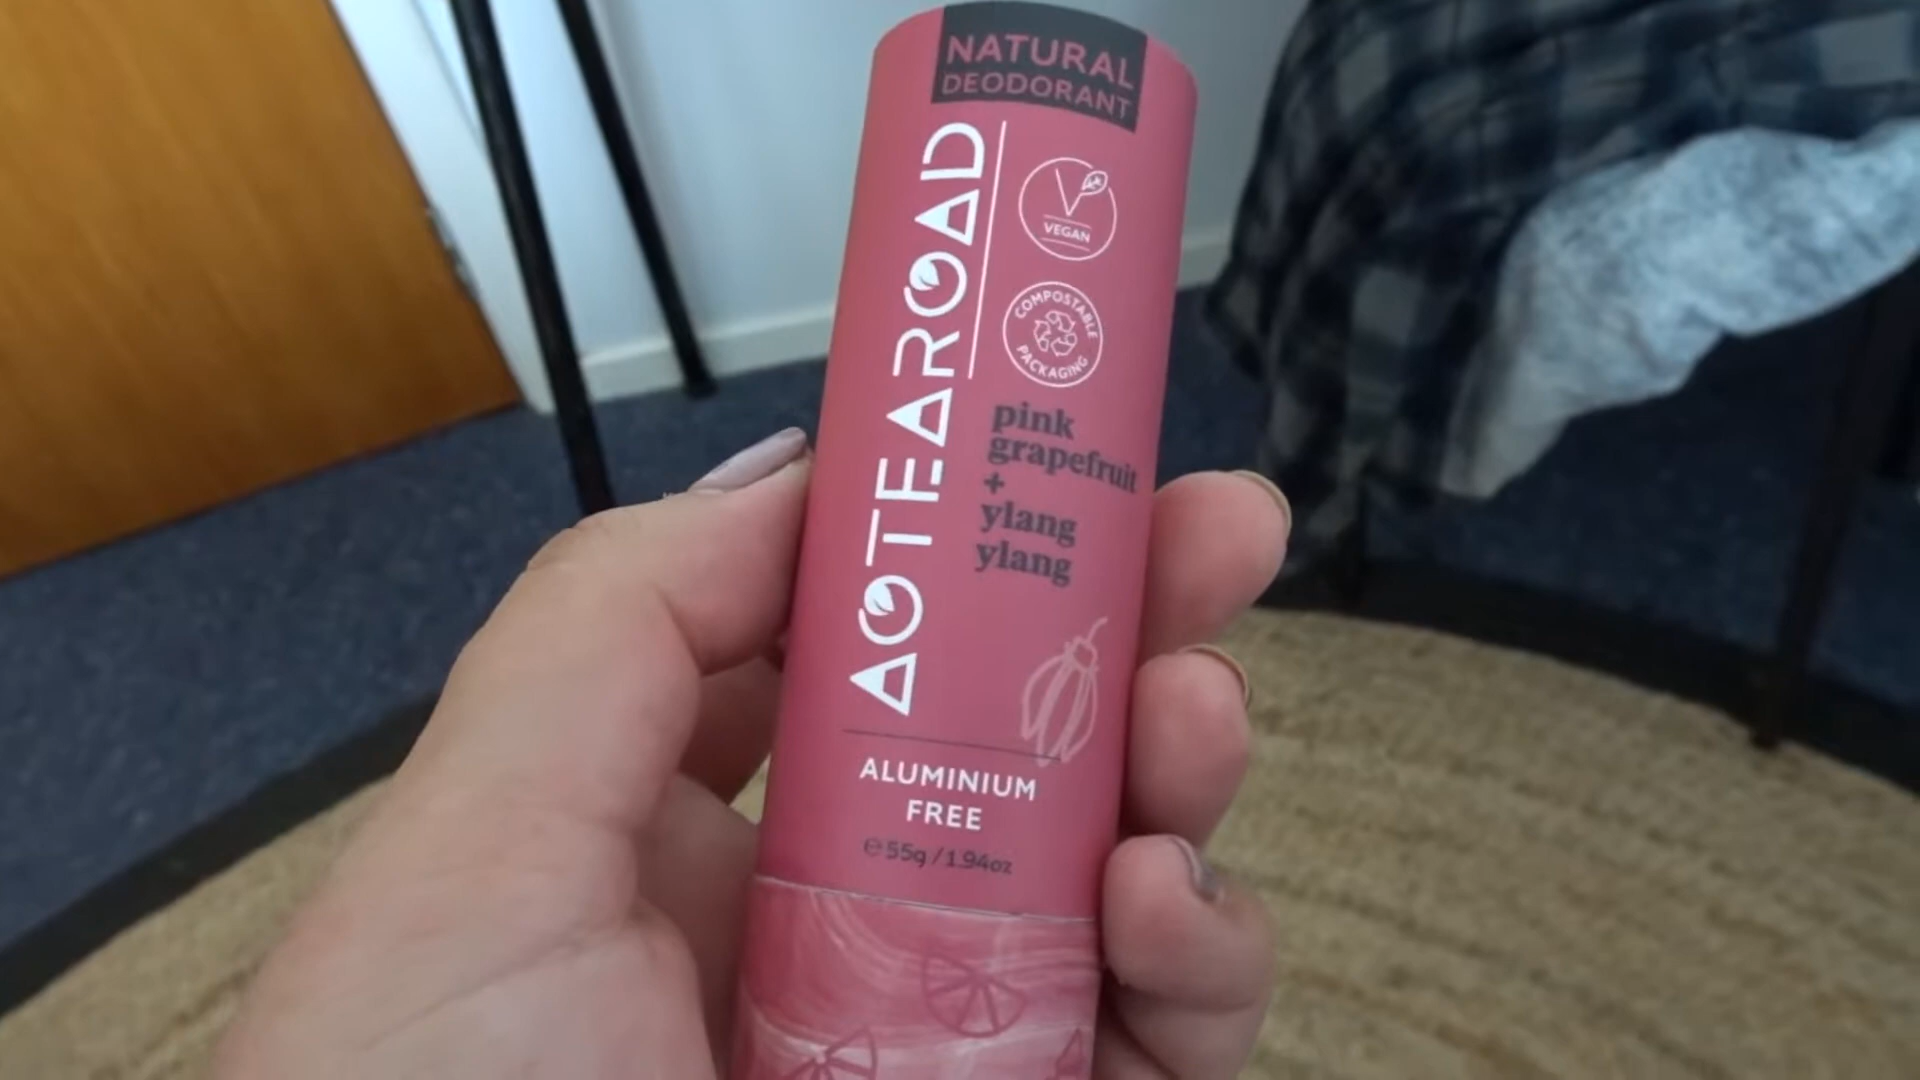 NATURAL
DEODORANT
AOTEAROAD
VEGAN
COMPOSTABLE
PACKAGING
pink
grapefruit
+
ylang
ylang
ALUMINIUM
FREE
℮55g/1.94oz